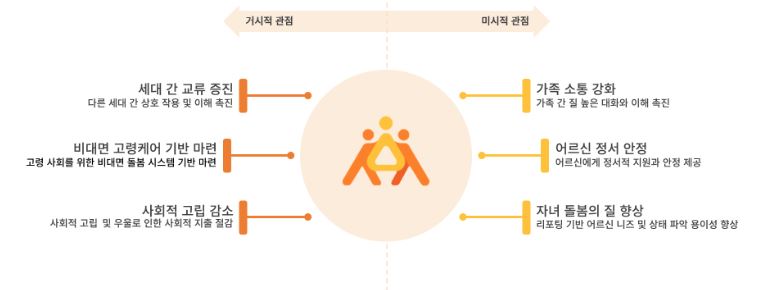 거시적 관점
미시적 관점
세대 간 교류 증진
다른 세대 간 상호 작용 및 이해 촉진
비대면 고령케어 기반 마련
고령 사회를 위한 비대면 돌봄 시스템 기반 마련
사회적 고립 감소
사회적 고립 및 우울로 인한 사회적 지출 절감
가족 소통 강화
가족 간 질 높은 대화와 이해 촉진
어르신 정서 안정
어르신에게 정서적 지원과 안정 제공
자녀 돌봄의 질 향상
리포팅 기반 어르신 니즈 및 상태 파악 용이성 향상